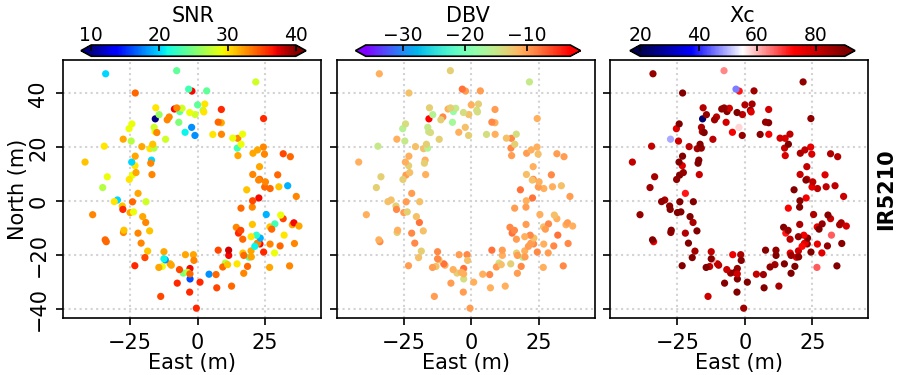 SNR DBV Xc
10 20 30 40 −30 −20 −10 20 40 60 80
40
20
0
−20
−40
North (m)
IR5210
−25 0 25 −25 0 25 −25 0 25
East (m) East (m) East (m)